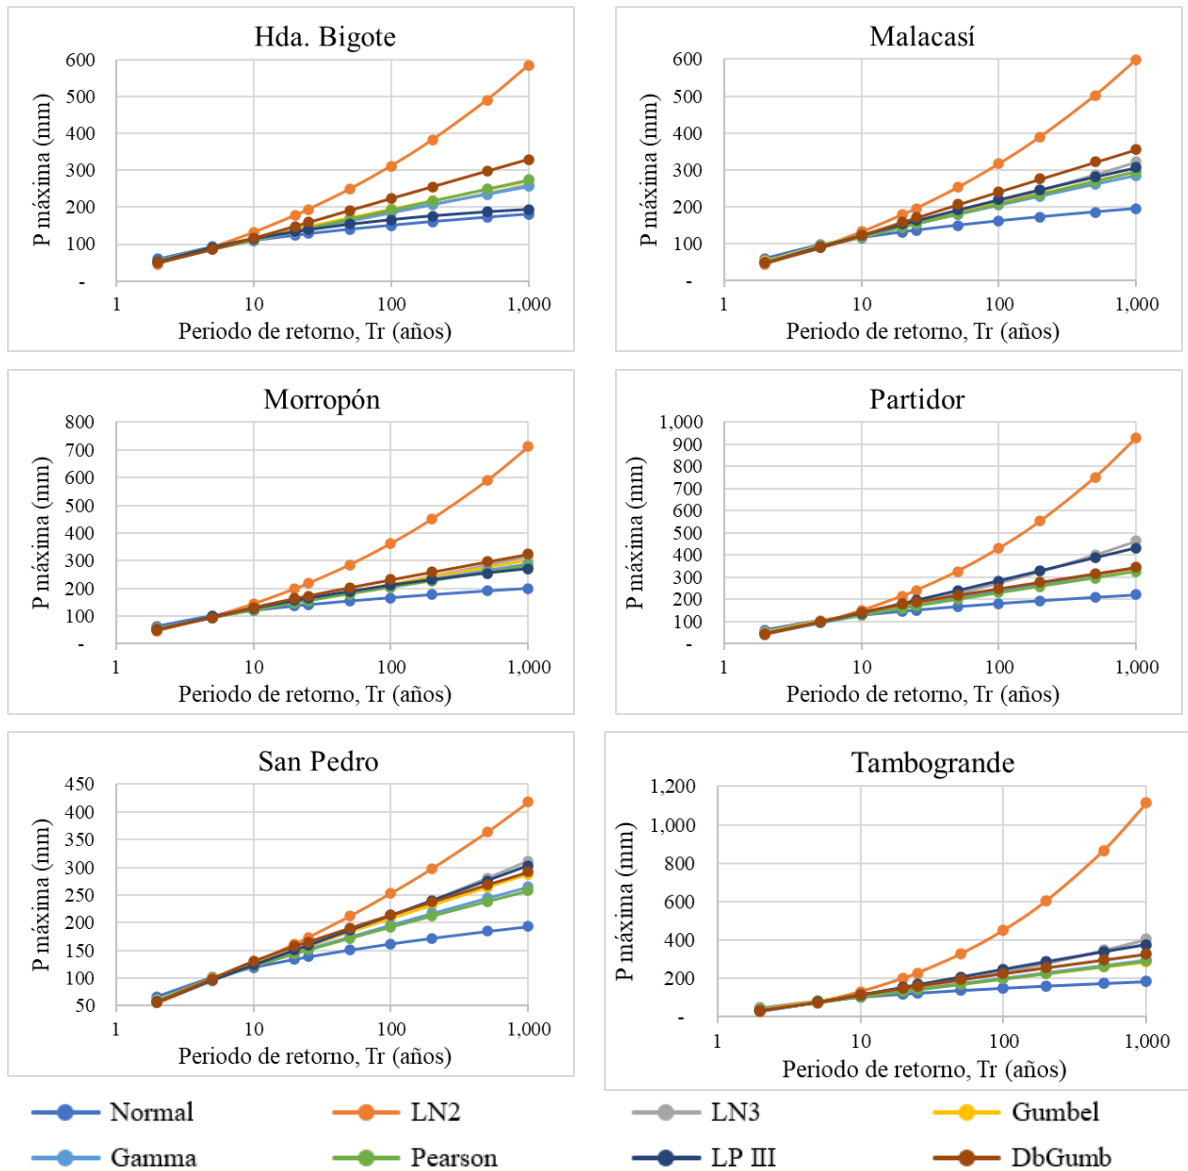 Hda. Bigote
P máxima (mm)
600
500
400
300
200
100
-
1 10 100 1,000
Periodo de retorno, Tr (años)
Malacasí
P máxima (mm)
600
500
400
300
200
100
-
1 10 100 1,000
Periodo de retorno, Tr (años)
Morropón
P máxima (mm)
800
700
600
500
400
300
200
100
-
1 10 100 1,000
Periodo de retorno, Tr (años)
Partidor
P máxima (mm)
1,000
900
800
700
600
500
400
300
200
100
-
1 10 100 1,000
Periodo de retorno, Tr (años)
San Pedro
P máxima (mm)
450
400
350
300
250
200
150
100
50
1 10 100 1,000
Periodo de retorno, Tr (años)
Tambogrande
P máxima (mm)
1,200
1,000
800
600
400
200
-
1 10 100 1,000
Periodo de retorno, Tr (años)
Normal LN2 LN3 Gumbel
Gamma Pearson LP III DbGumb